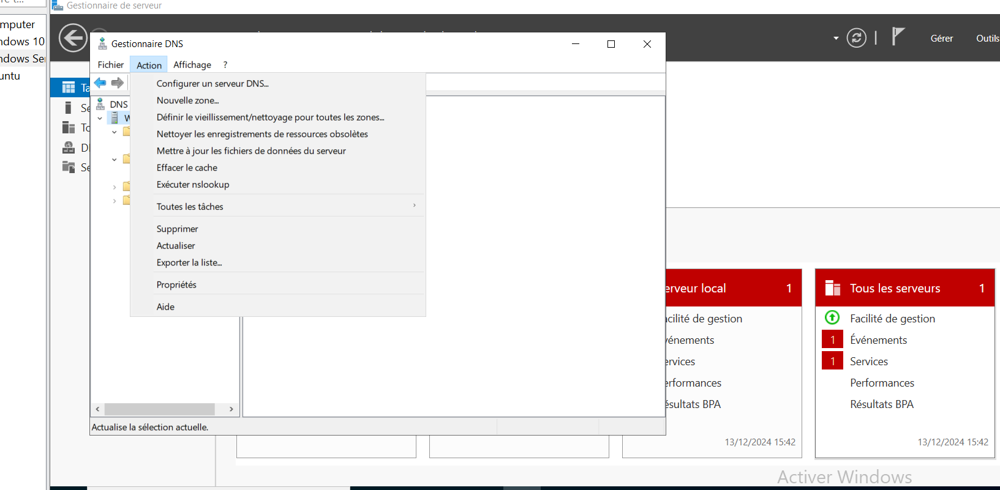 Gestionnaire de serveur
mputer
ndows 10
ndows Se
untu
Gérer
Outils
Gestionnaire DNS
Fichier Action Affichage ?
Configurer un serveur DNS...
Nouvelle zone...
Définir le vieillissement/nettoyage pour toutes les zones...
Nettoyer les enregistrements de ressources obsolètes
Mettre à jour les fichiers de données du serveur
Effacer le cache
Exécuter nslookup
Toutes les tâches
Supprimer
Actualiser
Exporter la liste...
Propriétés
Aide
DNS
W
Ta
Se
To
Se
Actualise la sélection actuelle.
erveur local 1
acilité de gestion
vénements
ervices
erformances
ésultats BPA
13/12/2024 15:42
Tous les serveurs 1
Facilité de gestion
1 Événements
1 Services
Performances
Résultats BPA
13/12/2024 15:42
Activer Windows